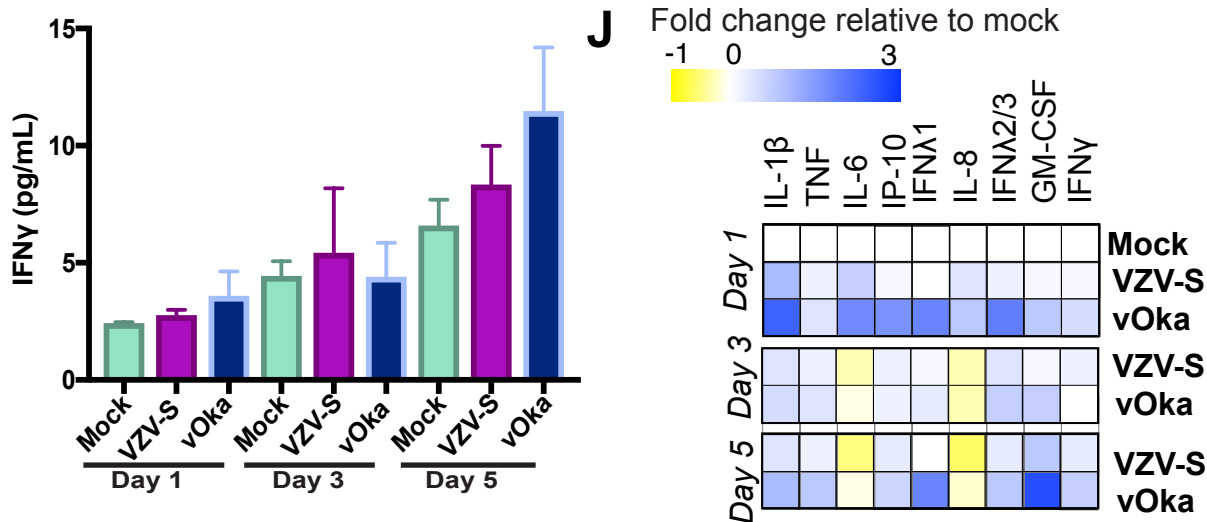 15
10
5
0
IFNγ (pg/mL)
Mock
VZV-S
vOka
Mock
VZV-S
vOka
Mock
VZV-S
vOka
Day 1
Day 3
Day 5
J
Fold change relative to mock
-1 0 3
IL-1β
TNF
IL-6
IP-10
IFNλ1
IL-8
IFNλ2/3
GM-CSF
IFNγ
Day 1
Mock
VZV-S
vOka
Day 3
VZV-S
vOka
Day 5
VZV-S
vOka